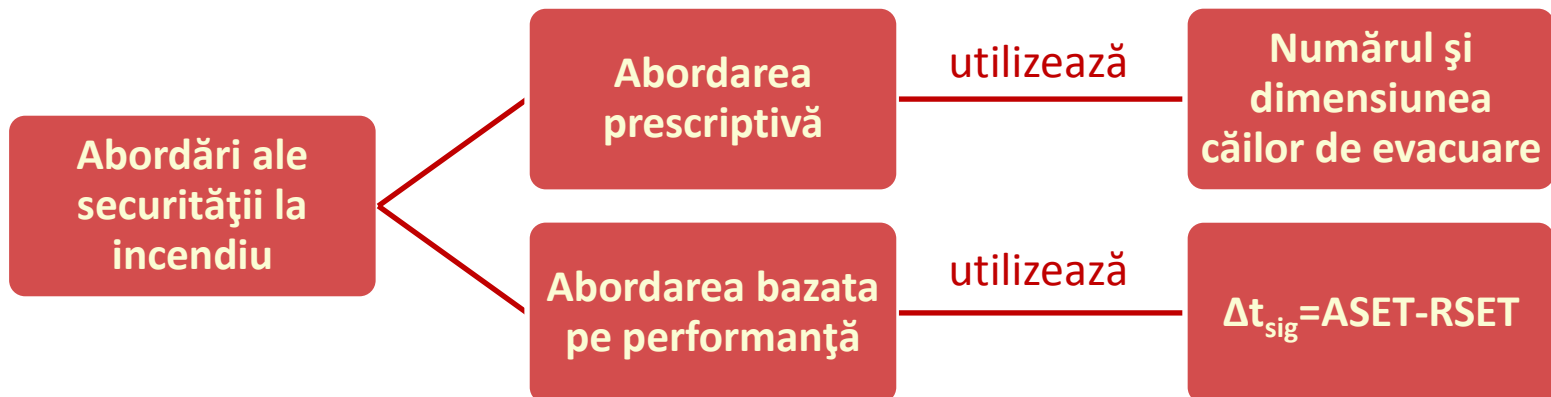 Abordări ale
securităţii la
incendiu
Abordarea
prescriptivă
utilizează
Numărul şi
dimensiunea
căilor de evacuare
Abordarea bazata
pe performanţă
utilizează
Δtsig=ASET-RSET